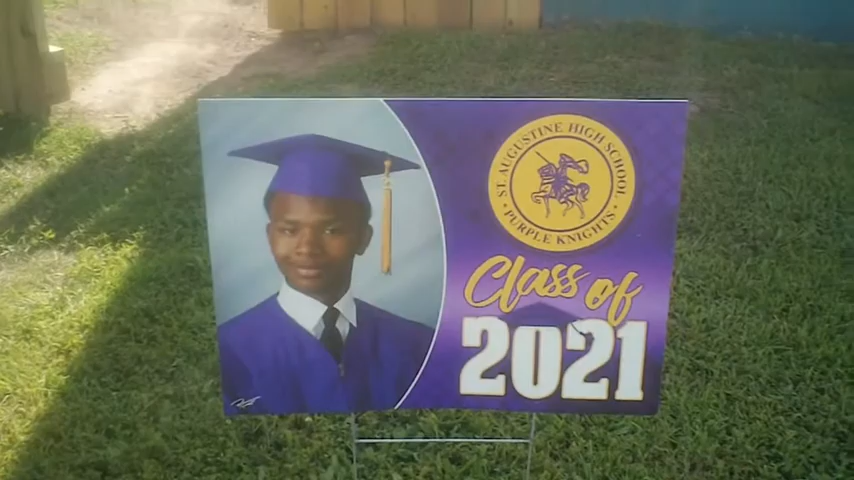 ST. AUGUSTINE HIGH SCHOOL
• PURPLE KNIGHTS •
Class of
2021